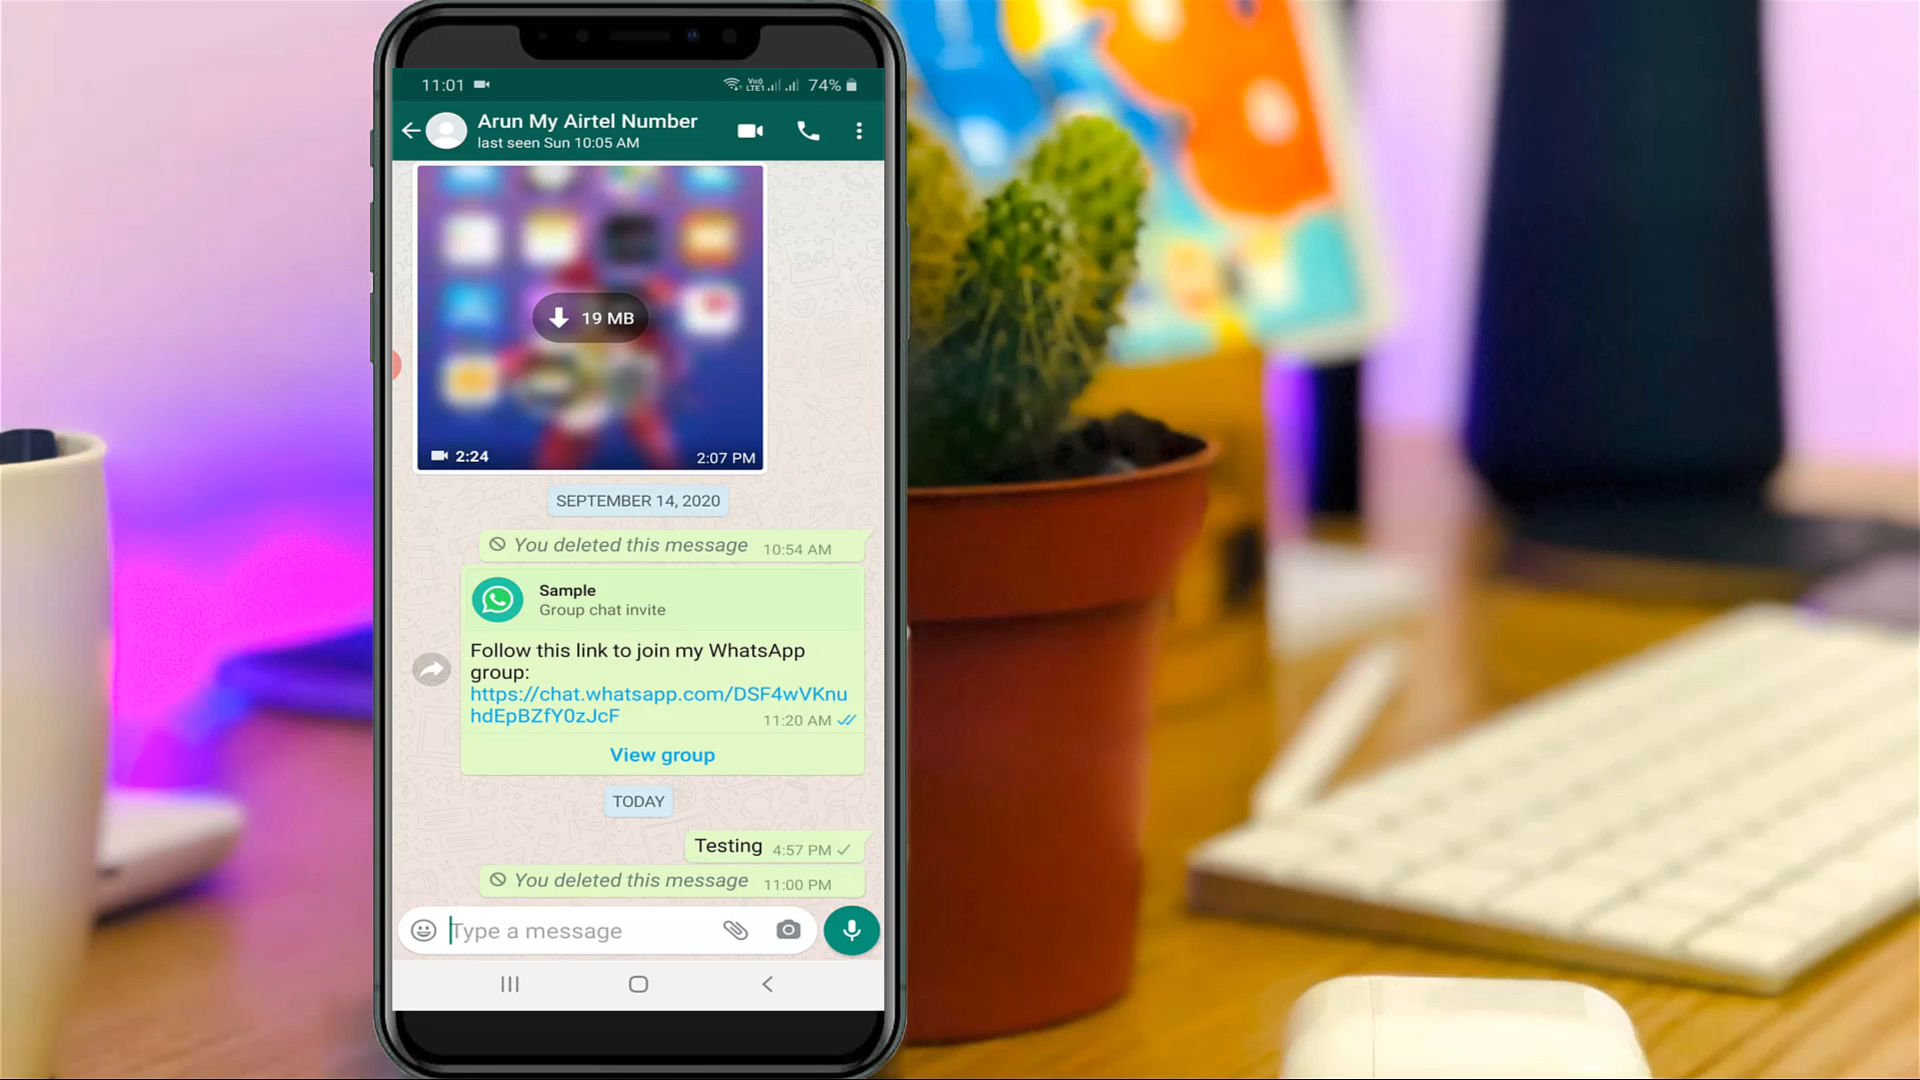 11:01 74%
Arun My Airtel Number
last seen Sun 10:05 AM
19 MB
2:24 2:07 PM
SEPTEMBER 14, 2020
You deleted this message 10:54 AM
Sample
Group chat invite
Follow this link to join my WhatsApp
group:
https://chat.whatsapp.com/DSF4wVKnu
hdEpBZfY0zJcF 11:20 AM
View group
TODAY
Testing 4:57 PM
You deleted this message 11:00 PM
Type a message